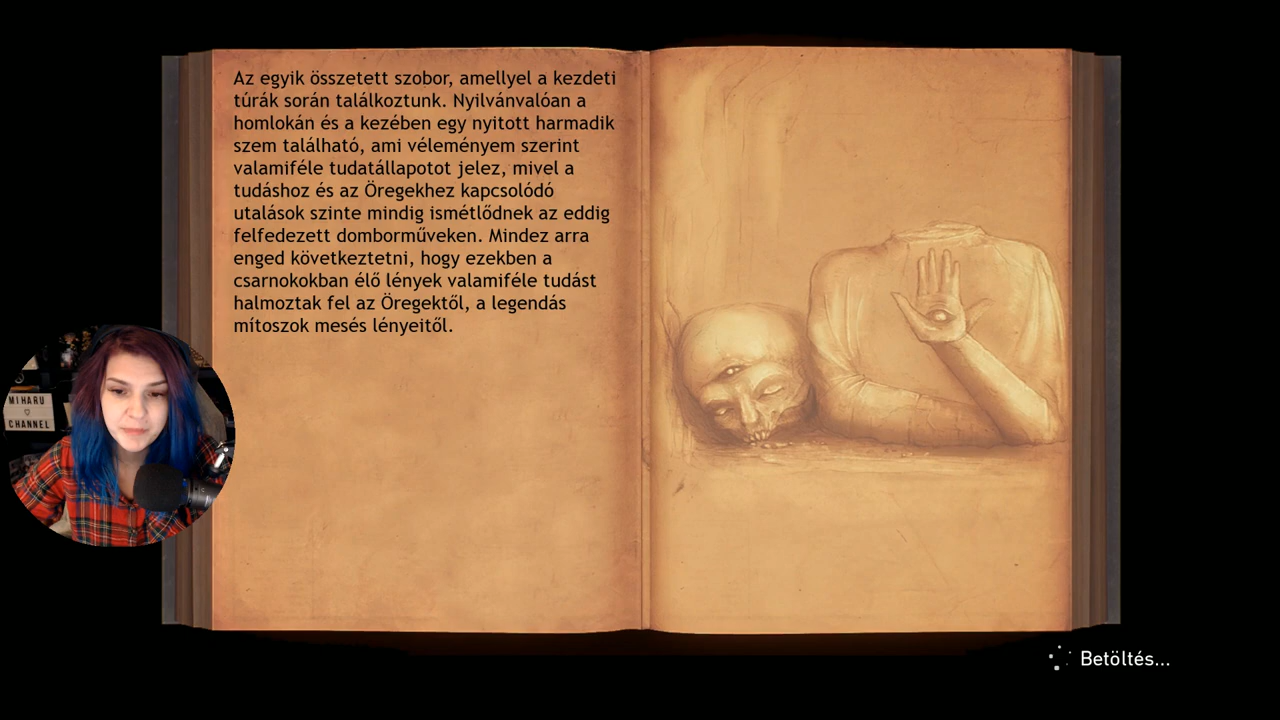 Az egyik összetett szobor, amellyel a kezdeti
túrák során találkoztunk. Nyilvánvalóan a
homlokán és a kezében egy nyitott harmadik
szem található, ami véleményem szerint
valamiféle tudatállapotot jelez, mivel a
tudáshoz és az Öregekhez kapcsolódó
utalások szinte mindig ismétlődnek az eddig
felfedezett domborműveken. Mindez arra
enged következtetni, hogy ezekben a
csarnokokban élő lények valamiféle tudást
halmoztak fel az Öregektől, a legendás
mítoszok mesés lényeitől.
MIHARU
♡
CHANNEL
Betöltés...